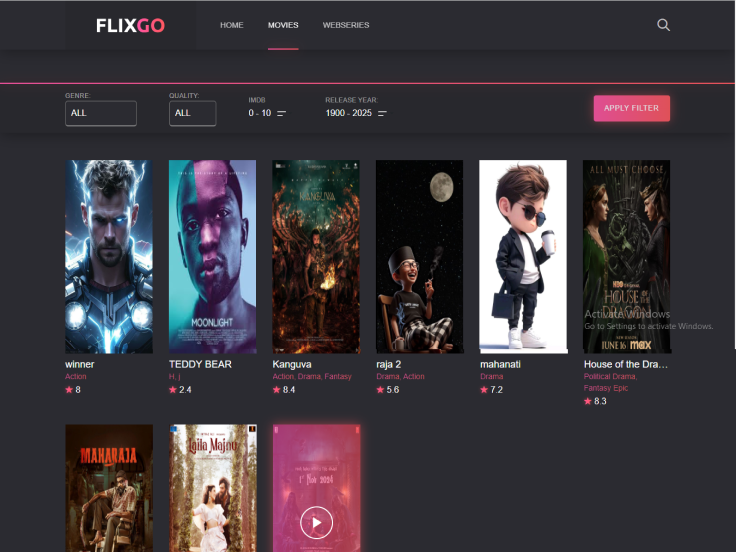 FLIXGO
HOME
MOVIES
WEBSERIES
GENRE:
ALL
QUALITY:
ALL
IMDB
0 - 10
RELEASE YEAR:
1900 - 2025
APPLY FILTER
MOONLIGHT
KANGUVA
ALL MUST CHOOSE
HBO
HOUSE OF THE DRAGON
JUNE 16 max
Activate Windows
Go to Settings to activate Windows.
winner
Action
8
TEDDY BEAR
H, j
2.4
Kanguva
Action, Drama, Fantasy
8.4
raja 2
Drama, Action
5.6
mahanati
Drama
7.2
House of the Dra…
Political Drama,
Fantasy Epic
8.3
MAHARAJA
Laila Majnu
1st Nov 2024